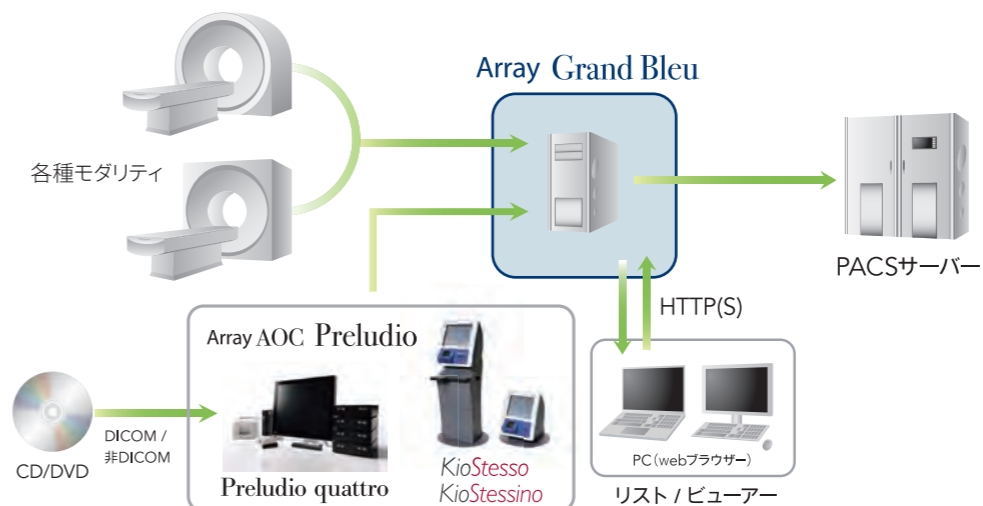 Array Grand Bleu
各種モダリティ
PACSサーバー
HTTP(S)
Array AOC Preludio
CD/DVD
DICOM /
非DICOM
Preludio quattro
KioStesso
KioStessino
PC（webブラウザー）
リスト / ビューアー